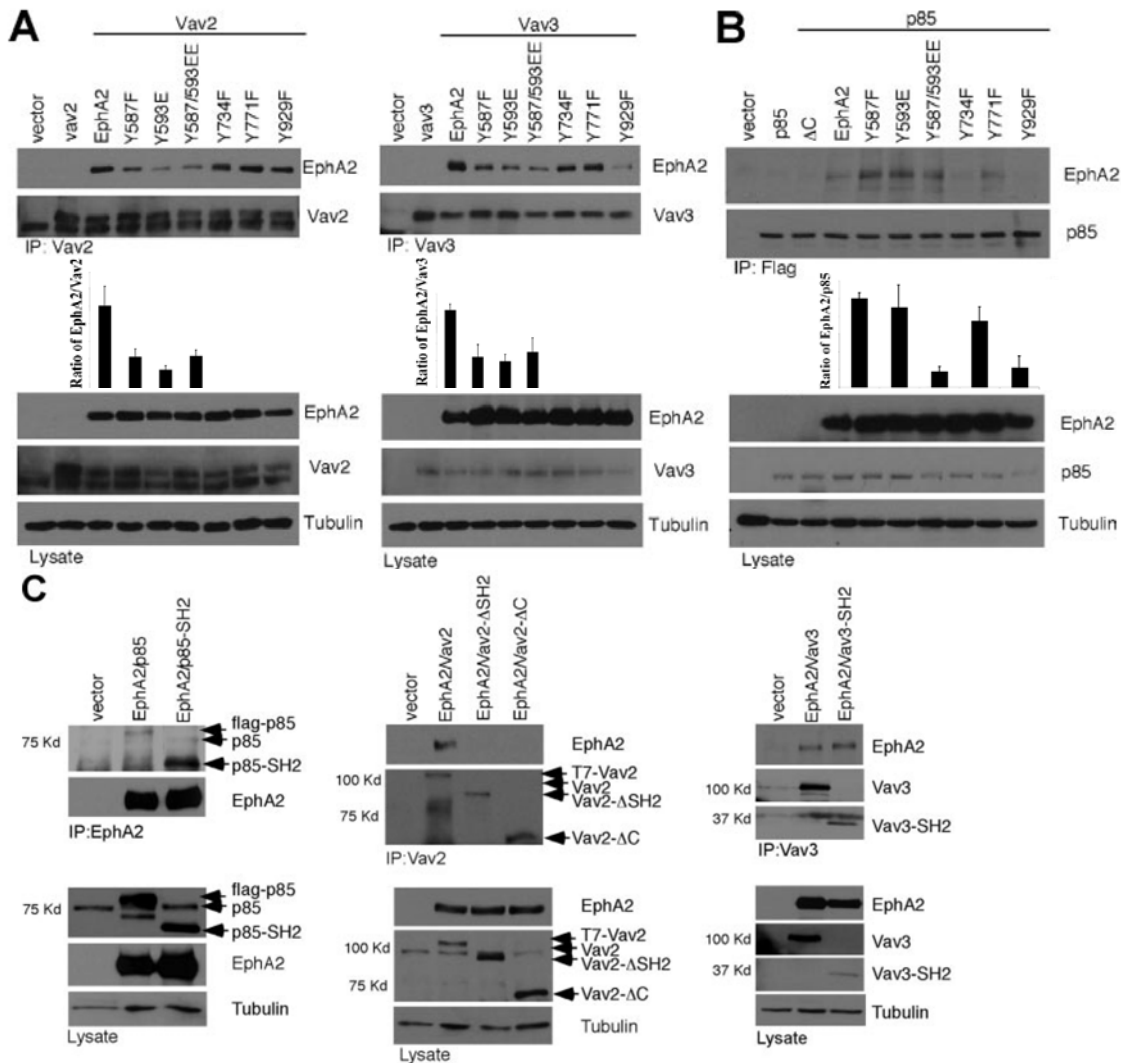 A
Vav2
vector
vav2
EphA2
Y587F
Y593E
Y587/593EE
Y734F
Y771F
Y929F
EphA2
Vav2
IP: Vav2
Ratio of EphA2/Vav2
EphA2
Vav2
Tubulin
Lysate
Vav3
vector
vav3
EphA2
Y587F
Y593E
Y587/593EE
Y734F
Y771F
Y929F
EphA2
Vav3
IP: Vav3
Ratio of EphA2/Vav3
EphA2
Vav3
Tubulin
Lysate
B
p85
vector
p85
ΔC
EphA2
Y587F
Y593E
Y587/593EE
Y734F
Y771F
Y929F
EphA2
p85
IP: Flag
Ratio of EphA2/p85
EphA2
p85
Tubulin
Lysate
C
vector
EphA2/p85
EphA2/p85-SH2
75 Kd
flag-p85
p85
p85-SH2
EphA2
IP:EphA2
75 Kd
flag-p85
p85
p85-SH2
EphA2
Tubulin
Lysate
vector
EphA2/Vav2
EphA2/Vav2-ΔSH2
EphA2/Vav2-ΔC
EphA2
100 Kd
75 Kd
T7-Vav2
Vav2
Vav2-ΔSH2
Vav2-ΔC
IP:Vav2
EphA2
100 Kd
75 Kd
T7-Vav2
Vav2
Vav2-ΔSH2
Vav2-ΔC
Tubulin
Lysate
vector
EphA2/Vav3
EphA2/Vav3-SH2
EphA2
100 Kd
Vav3
37 Kd
Vav3-SH2
IP:Vav3
EphA2
100 Kd
Vav3
37 Kd
Vav3-SH2
Tubulin
Lysate